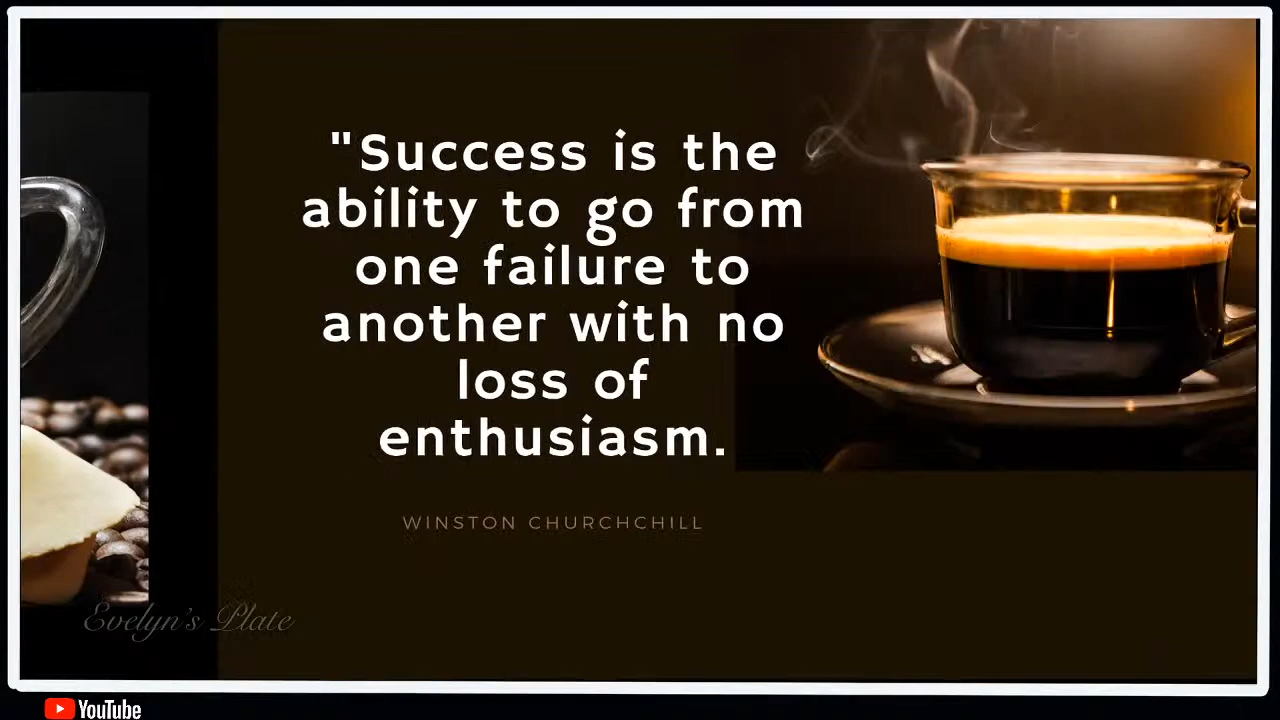 "Success is the
ability to go from
one failure to
another with no
loss of
enthusiasm.
WINSTON CHURCHCHILL
Evelyn's Plate
YouTube